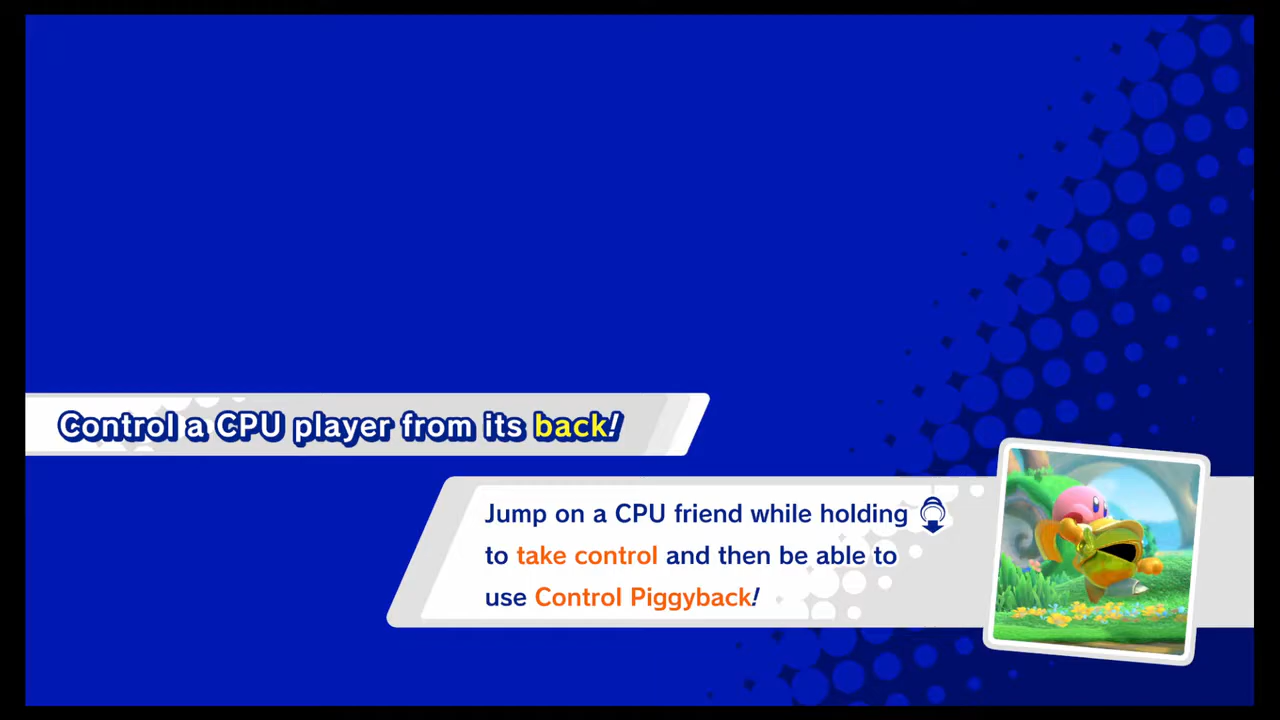 Control a CPU player from its back!
Jump on a CPU friend while holding
to take control and then be able to
use Control Piggyback!